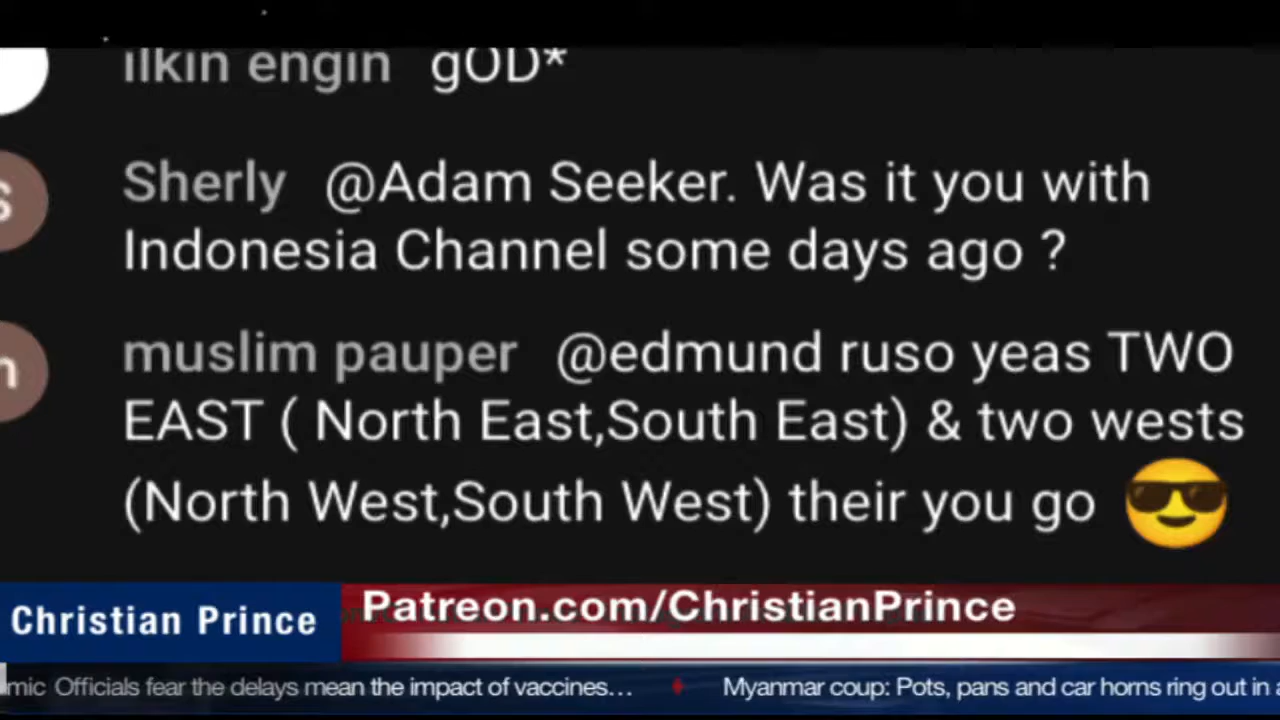 ilkin engin gOD*
Sherly @Adam Seeker. Was it you with
Indonesia Channel some days ago ?
muslim pauper @edmund ruso yeas TWO
EAST ( North East,South East) & two wests
(North West,South West) their you go 😎
Christian Prince
Patreon.com/ChristianPrince
mic Officials fear the delays mean the impact of vaccines... ♦ Myanmar coup: Pots, pans and car horns ring out in